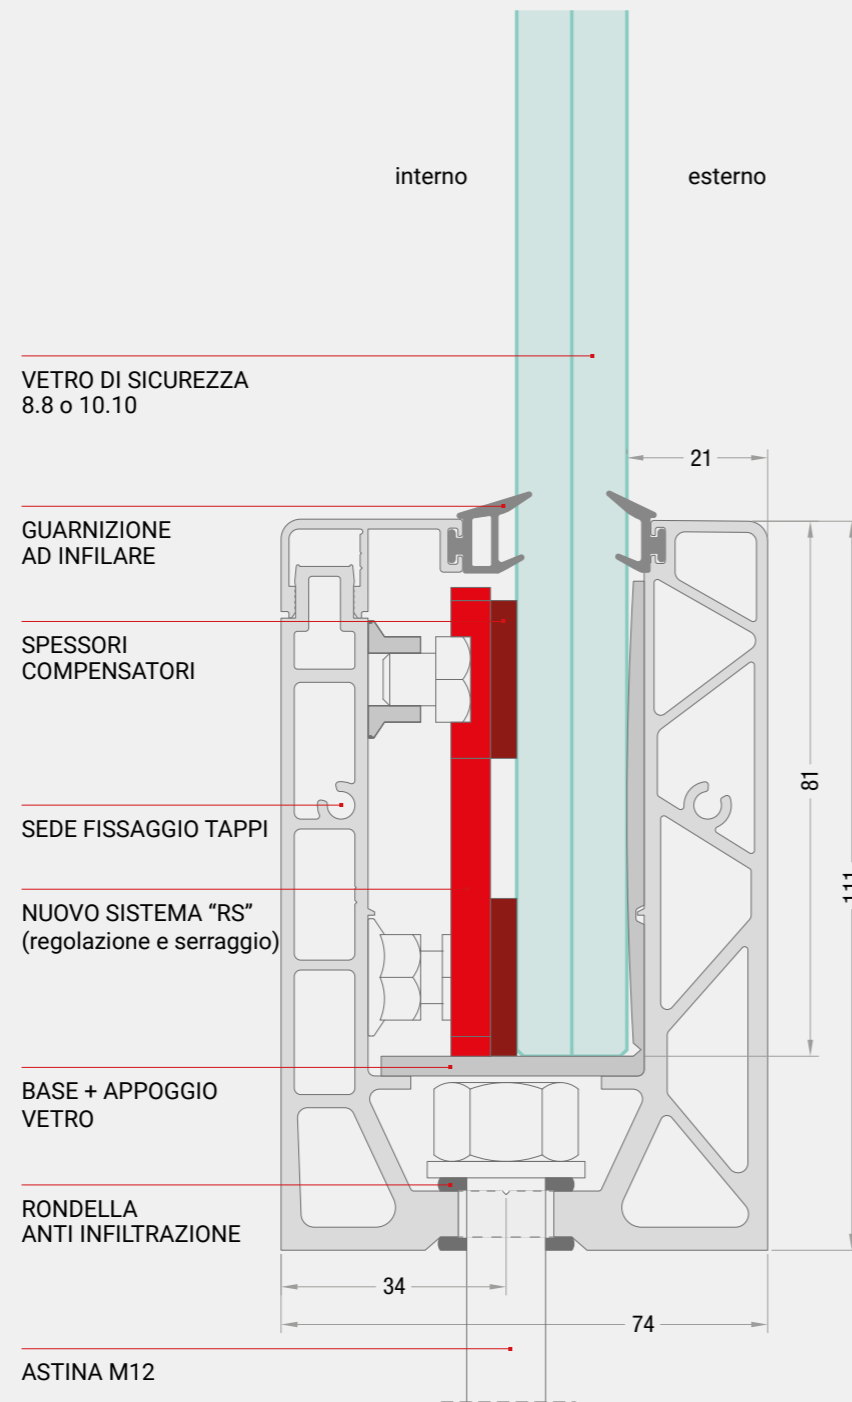 interno
esterno
VETRO DI SICUREZZA
8.8 o 10.10
21
GUARNIZIONE
AD INFILARE
SPESSORI
COMPENSATORI
81
SEDE FISSAGGIO TAPPI
111
NUOVO SISTEMA “RS”
(regolazione e serraggio)
BASE + APPOGGIO
VETRO
RONDELLA
ANTI INFILTRAZIONE
34
74
ASTINA M12